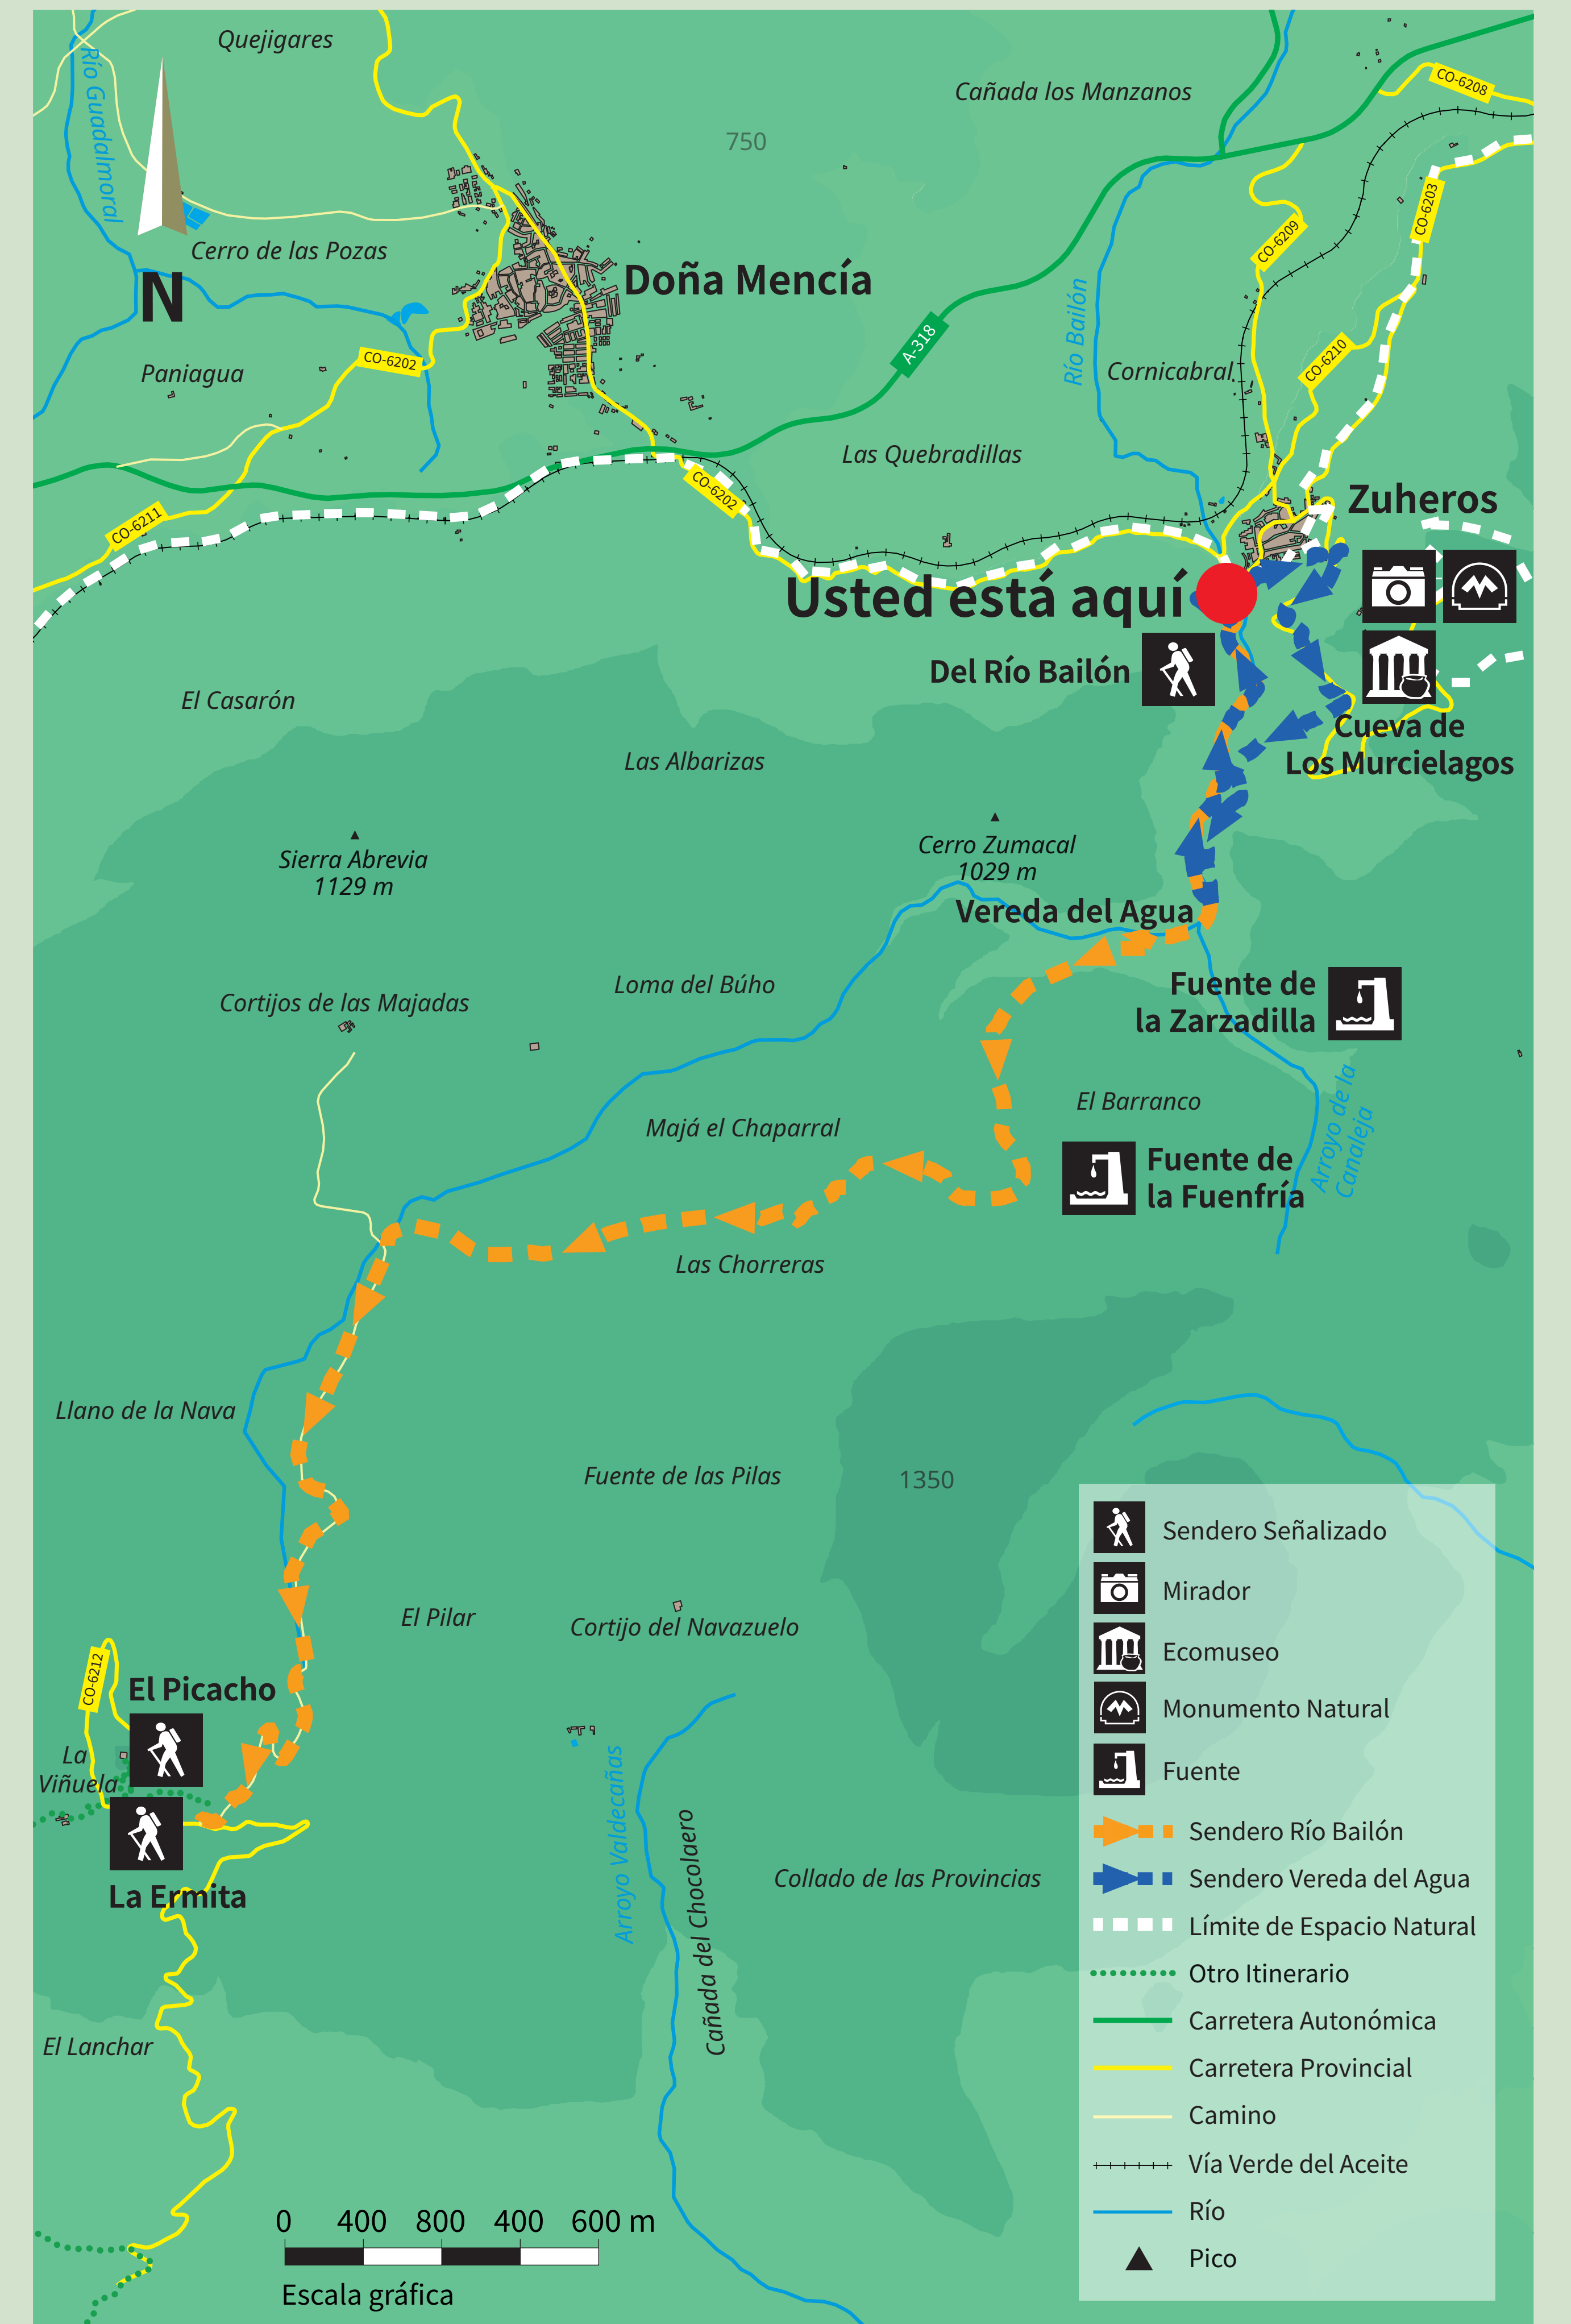 Quejigares
Río Guadalmoral
Cañada los Manzanos
CO-6208
750
CO-6203
CO-6209
Cerro de las Pozas
N
Doña Mencía
Río Bailón
A-318
CO-6210
CO-6202
Paniagua
Cornicabral
Las Quebradillas
CO-6202
CO-6211
Zuheros
Usted está aquí
Del Río Bailón
El Casarón
Cueva de
Los Murcielagos
Las Albarizas
Sierra Abrevia
1129 m
Cerro Zumacal
1029 m
Vereda del Agua
Loma del Búho
Cortijos de las Majadas
Fuente de
la Zarzadilla
El Barranco
Arroyo de la
Canaleja
Majá el Chaparral
Fuente de
la Fuenfría
Las Chorreras
Llano de la Nava
Fuente de las Pilas
1350
El Pilar
Cortijo del Navazuelo
CO-6212
El Picacho
La
Viñuela
La Ermita
Arroyo Valdecañas
Cañada del Chocolaero
Collado de las Provincias
El Lanchar
Sendero Señalizado
Mirador
Ecomuseo
Monumento Natural
Fuente
Sendero Río Bailón
Sendero Vereda del Agua
Límite de Espacio Natural
Otro Itinerario
Carretera Autonómica
Carretera Provincial
Camino
Vía Verde del Aceite
Río
Pico
0 400 800 400 600 m
Escala gráfica